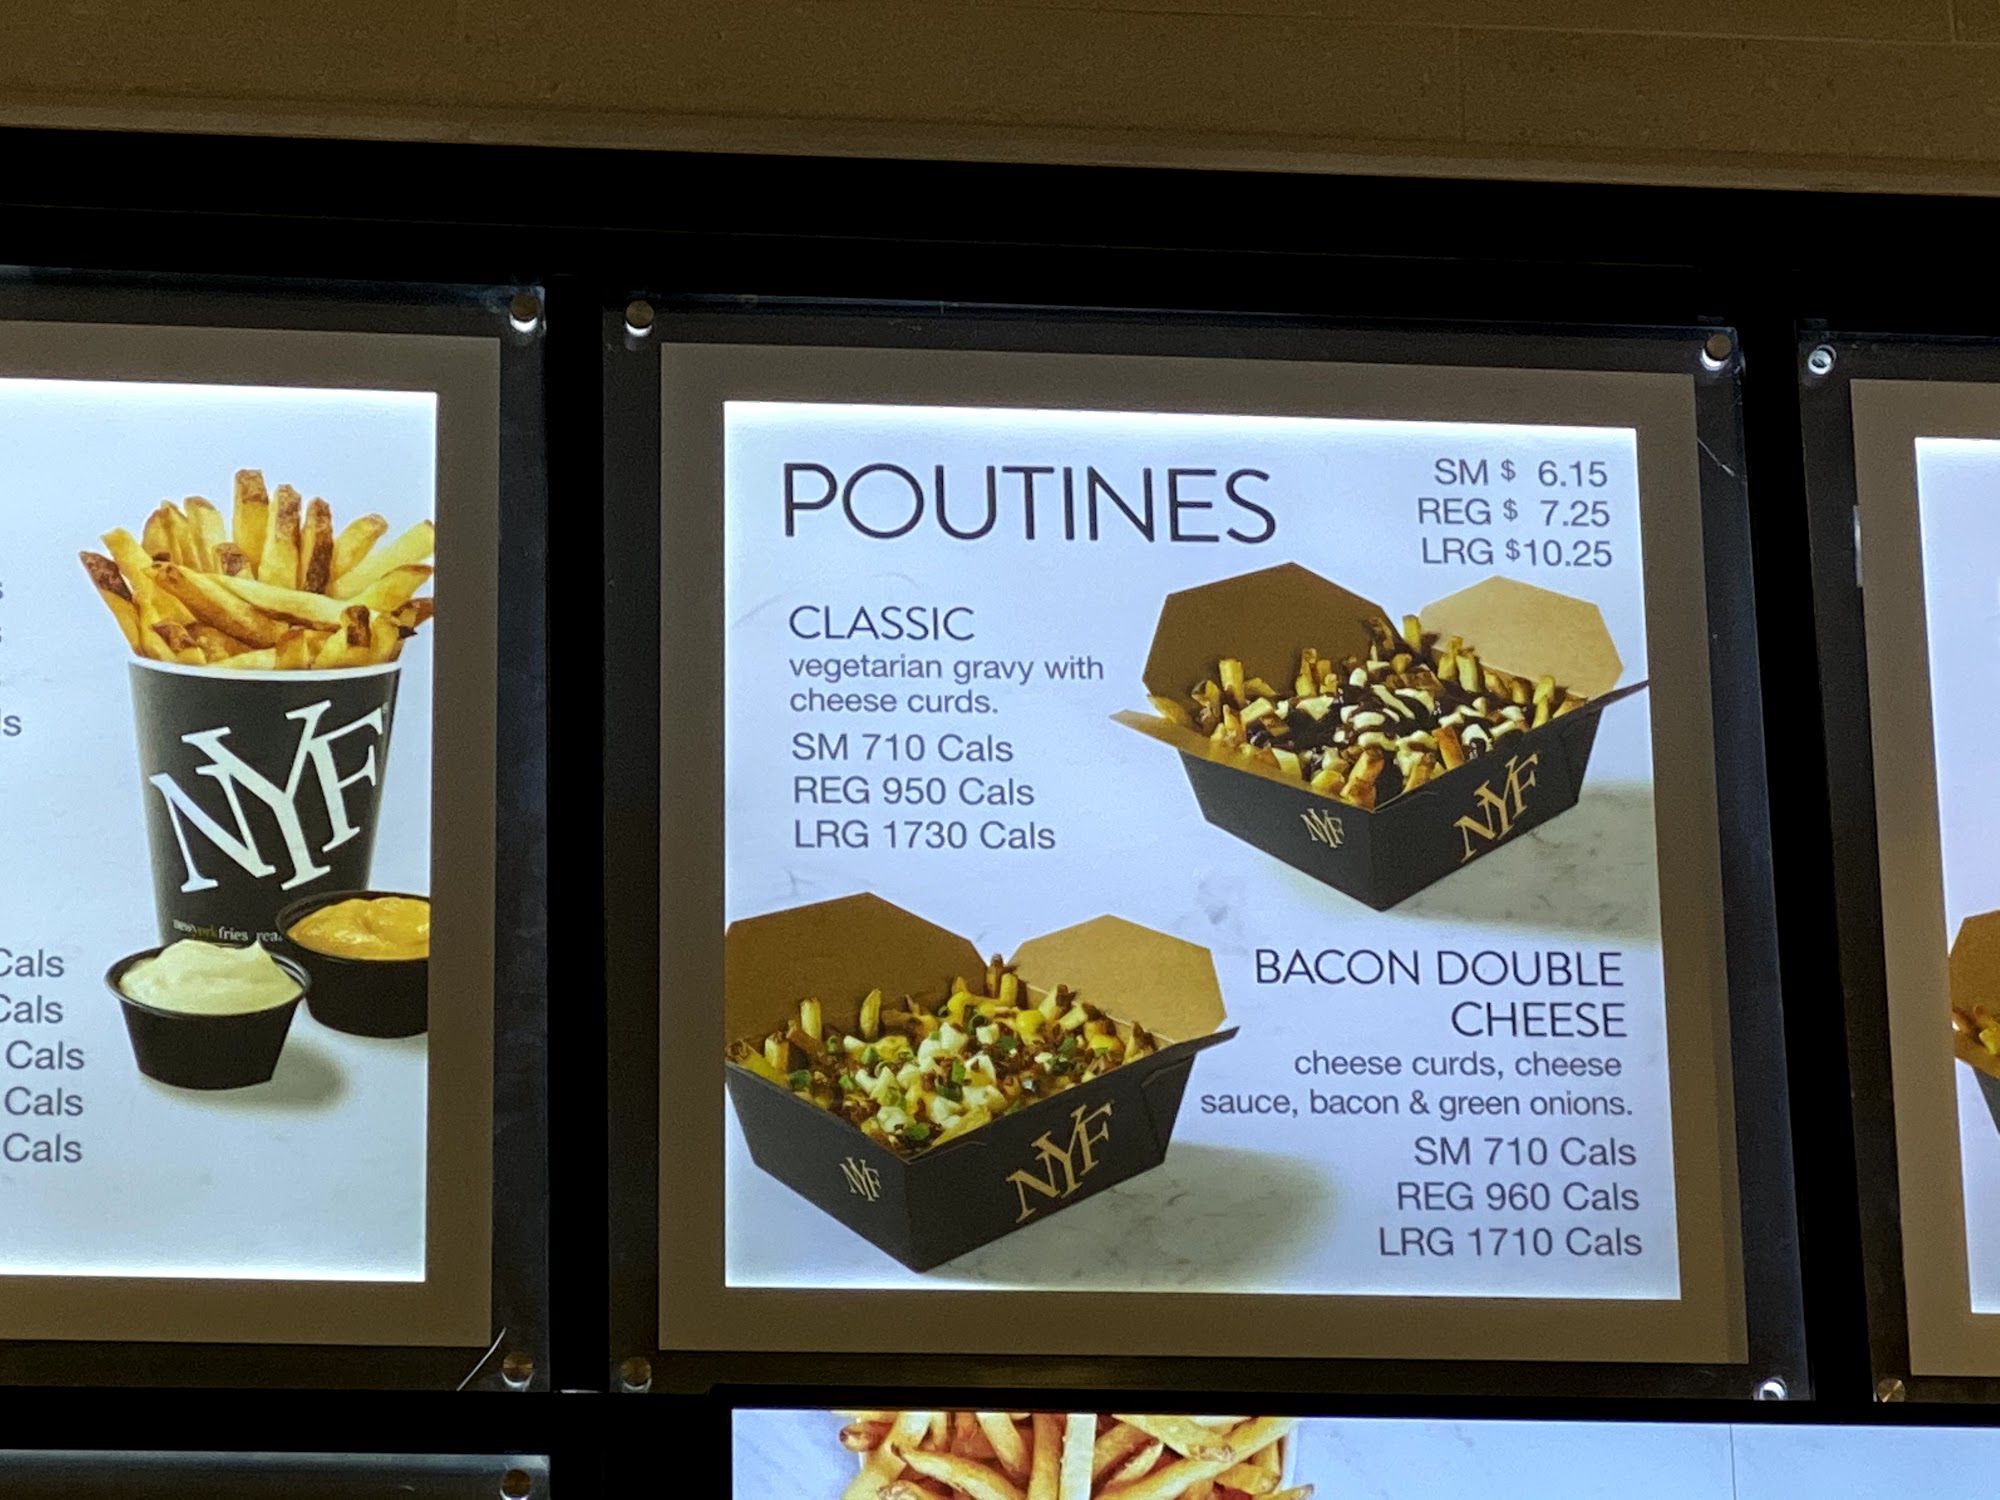 Cals
Cals
Cals
Cals
Cals
NYF
newyorkfries
POUTINES
SM $ 6.15
REG $ 7.25
LRG $10.25
CLASSIC
vegetarian gravy with
cheese curds.
SM 710 Cals
REG 950 Cals
LRG 1730 Cals
NYF
NYF
BACON DOUBLE
CHEESE
cheese curds, cheese
sauce, bacon & green onions.
SM 710 Cals
REG 960 Cals
LRG 1710 Cals
NYF
NYF